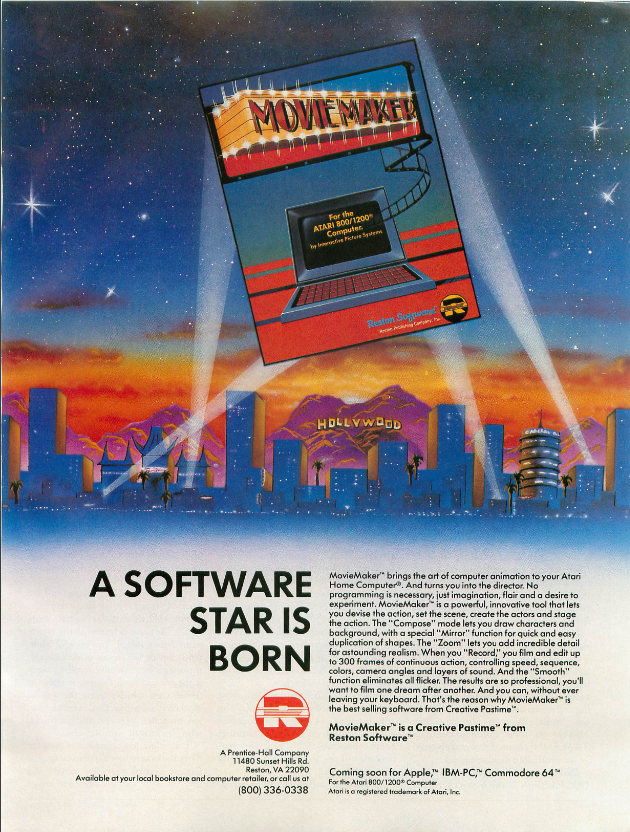 MOVIE MAKER
For the
ATARI 800/1200®
Computer.
by Interactive Picture Systems
Reston Software®
Reston Publishing Company, Inc.
R
HOLLYWOOD
A SOFTWARE
STAR IS
BORN
R
A Prentice-Hall Company
11480 Sunset Hills Rd.
Reston, VA 22090
Available at your local bookstore and computer retailer, or call us at
(800) 336-0338
MovieMaker™ brings the art of computer animation to your Atari
Home Computer®. And turns you into the director. No
programming is necessary, just imagination, flair and a desire to
experiment. MovieMaker™ is a powerful, innovative tool that lets
you devise the action, set the scene, create the actors and stage
the action. The "Compose" mode lets you draw characters and
background, with a special "Mirror" function for quick and easy
duplication of shapes. The "Zoom" lets you add incredible detail
for astounding realism. When you "Record," you film and edit up
to 300 frames of continuous action, controlling speed, sequence,
colors, camera angles and layers of sound. And the "Smooth"
function eliminates all flicker. The results are so professional, you'll
want to film one dream after another. And you can, without ever
leaving your keyboard. That's the reason why MovieMaker™ is
the best selling software from Creative Pastime™.
MovieMaker™ is a Creative Pastime™ from
Reston Software™
Coming soon for Apple,™ IBM-PC,™ Commodore 64™
For the Atari 800/1200® Computer
Atari is a registered trademark of Atari, Inc.